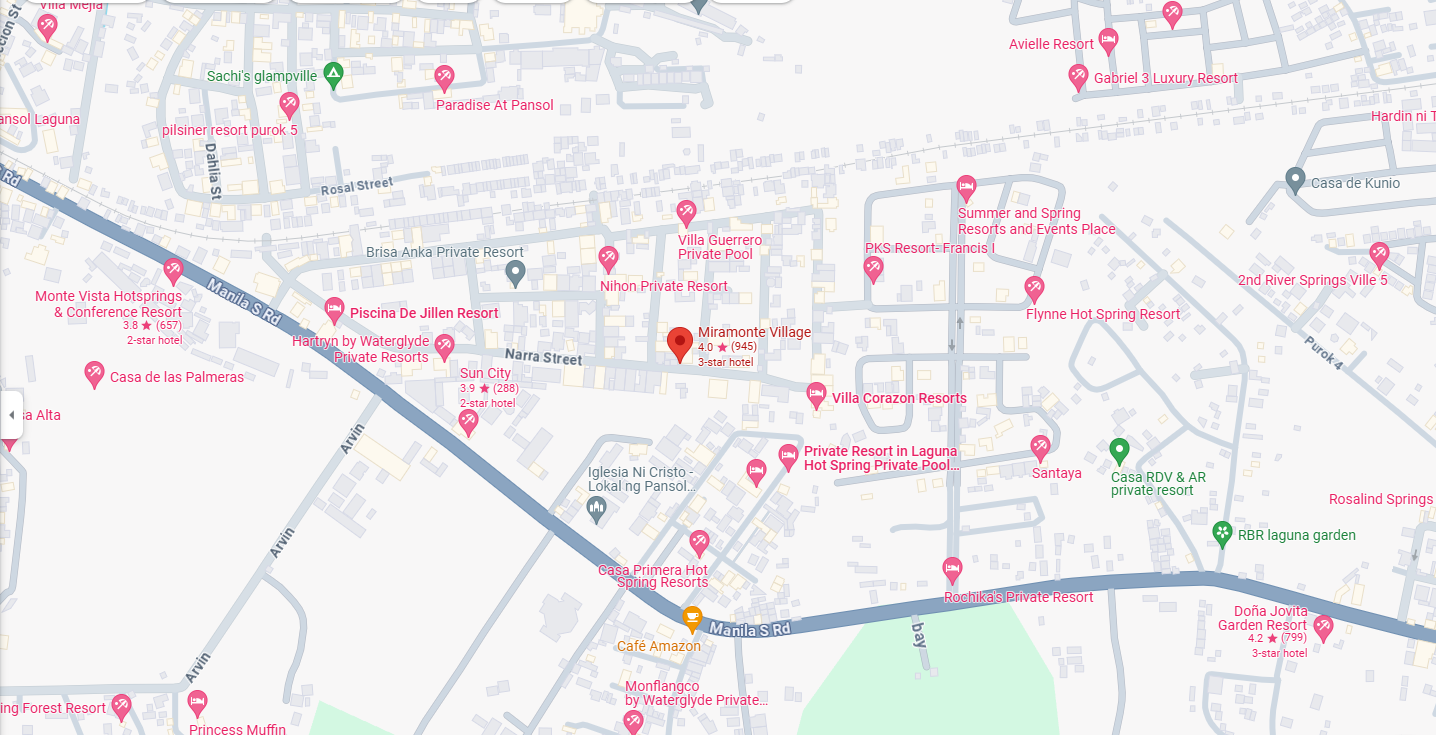 Villa Mejia
Avielle Resort
Sachi's glampville
Gabriel 3 Luxury Resort
Paradise At Pansol
ansol Laguna
pilsiner resort purok 5
Hardin ni T
Dahlia St
Rd
Rosal Street
Casa de Kunio
Summer and Spring
Resorts and Events Place
Villa Guerrero
Private Pool
Brisa Anka Private Resort
PKS Resort- Francis I
Nihon Private Resort
2nd River Springs Ville 5
Monte Vista Hotsprings
& Conference Resort
3.8 ★ (657)
2-star hotel
Manila S Rd
Piscina De Jillen Resort
Flynne Hot Spring Resort
Hartryn by Waterglyde
Private Resorts
Miramonte Village
4.0 ★ (945)
3-star hotel
Narra Street
Purok 4
Casa de las Palmeras
Sun City
3.9 ★ (288)
2-star hotel
Villa Corazon Resorts
sa Alta
Arvin
Private Resort in Laguna
Hot Spring Private Pool...
Iglesia Ni Cristo -
Lokal ng Pansol...
Santaya
Casa RDV & AR
private resort
Rosalind Springs
Arvin
RBR laguna garden
Casa Primera Hot
Spring Resorts
Rochika's Private Resort
Doña Jovita
Garden Resort
4.2 ★ (799)
3-star hotel
Manila S Rd
bay
Café Amazon
Arvin
Monflangco
by Waterglyde Private...
ing Forest Resort
Princess Muffin